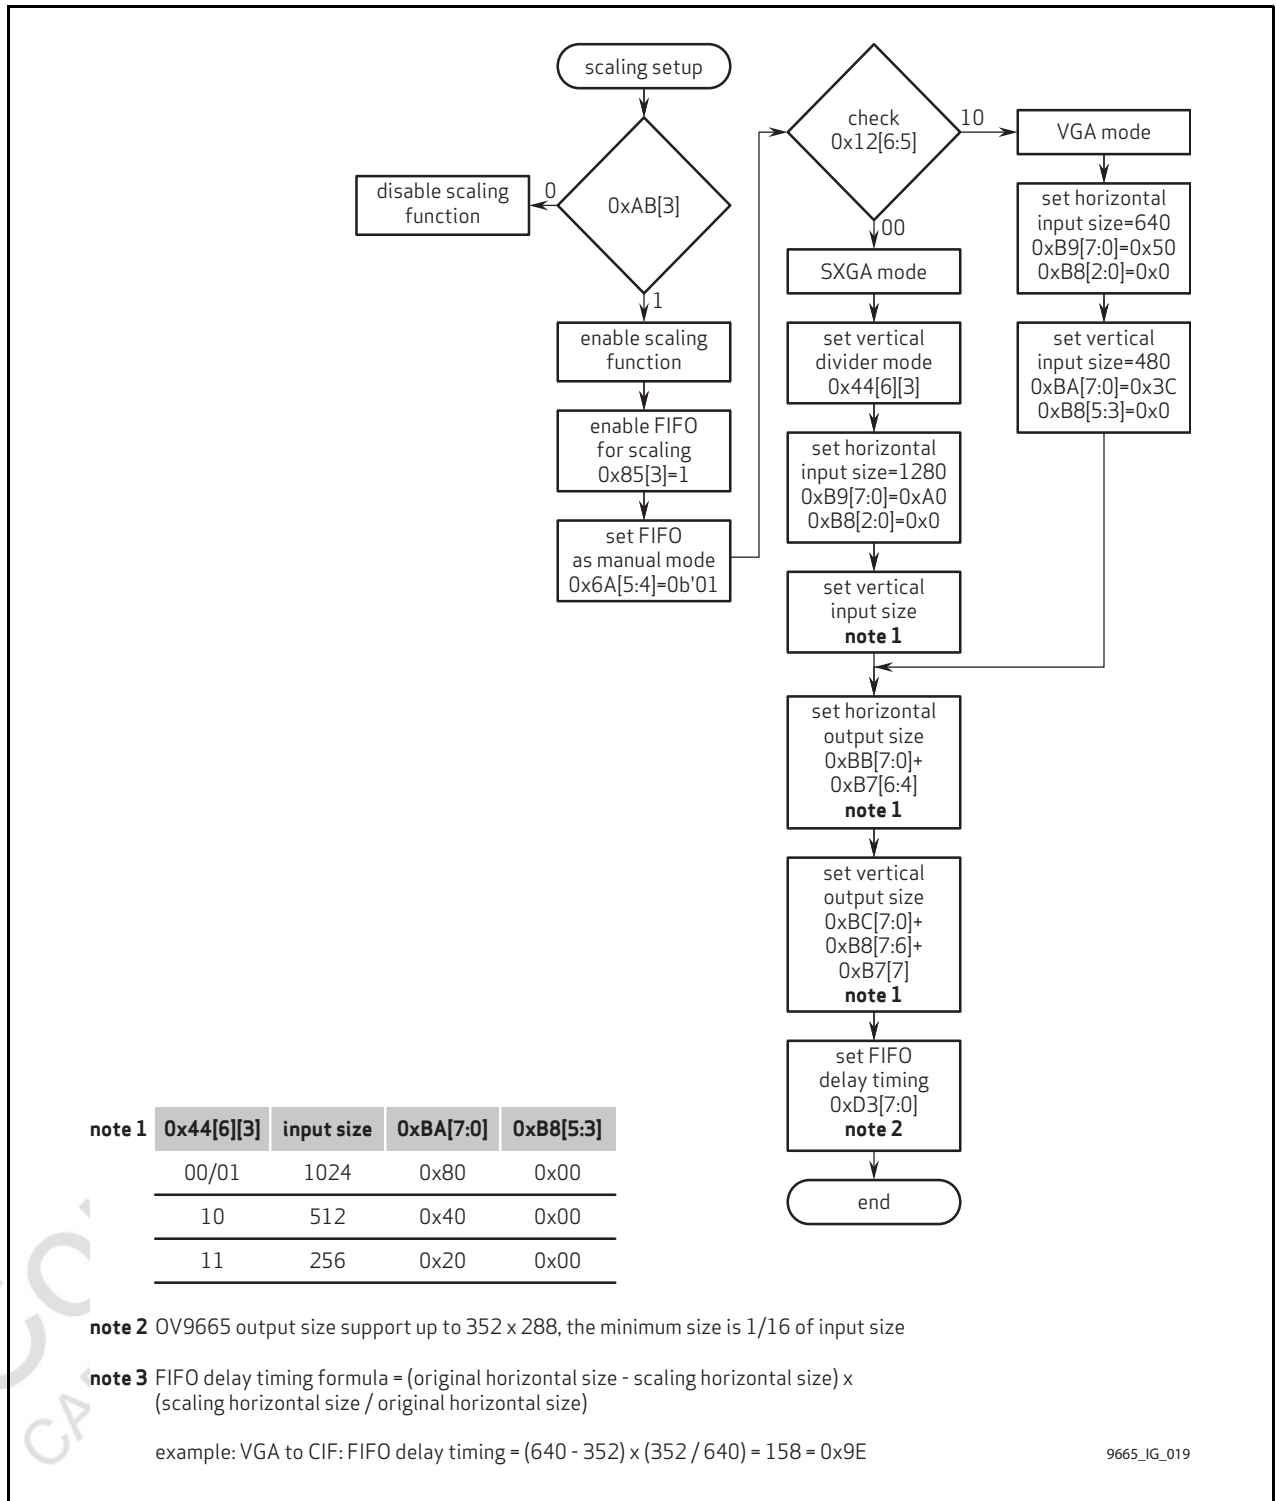 scaling setup
0xAB[3]
0
disable scaling
function
1
enable scaling
function
enable FIFO
for scaling
0x85[3]=1
set FIFO
as manual mode
0x6A[5:4]=0b'01
check
0x12[6:5]
10
VGA mode
set horizontal
input size=640
0xB9[7:0]=0x50
0xB8[2:0]=0x0
set vertical
input size=480
0xBA[7:0]=0x3C
0xB8[5:3]=0x0
00
SXGA mode
set vertical
divider mode
0x44[6][3]
set horizontal
input size=1280
0xB9[7:0]=0xA0
0xB8[2:0]=0x0
set vertical
input size
note 1
set horizontal
output size
0xBB[7:0]+
0xB7[6:4]
note 1
set vertical
output size
0xBC[7:0]+
0xB8[7:6]+
0xB7[7]
note 1
set FIFO
delay timing
0xD3[7:0]
note 2
end
note 1 0x44[6][3] input size 0xBA[7:0] 0xB8[5:3]
00/01 1024 0x80 0x00
10 512 0x40 0x00
11 256 0x20 0x00
note 2 OV9665 output size support up to 352 x 288, the minimum size is 1/16 of input size
note 3 FIFO delay timing formula = (original horizontal size - scaling horizontal size) x
(scaling horizontal size / original horizontal size)
example: VGA to CIF: FIFO delay timing = (640 - 352) x (352 / 640) = 158 = 0x9E
9665_IG_019